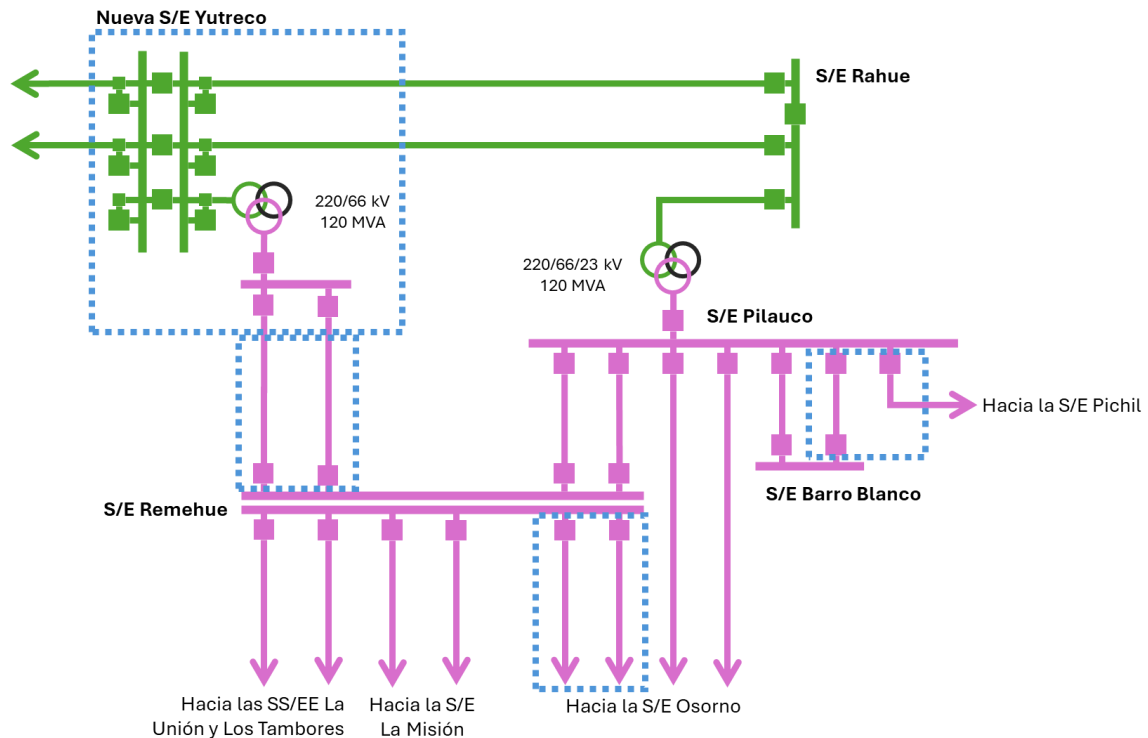 Nueva S/E Yutreco
S/E Rahue
220/66 kV
120 MVA
220/66/23 kV
120 MVA
S/E Pilauco
Hacia la S/E Pichil
S/E Barro Blanco
S/E Remehue
Hacia las SS/EE La
Unión y Los Tambores
Hacia la S/E
La Misión
Hacia la S/E Osorno